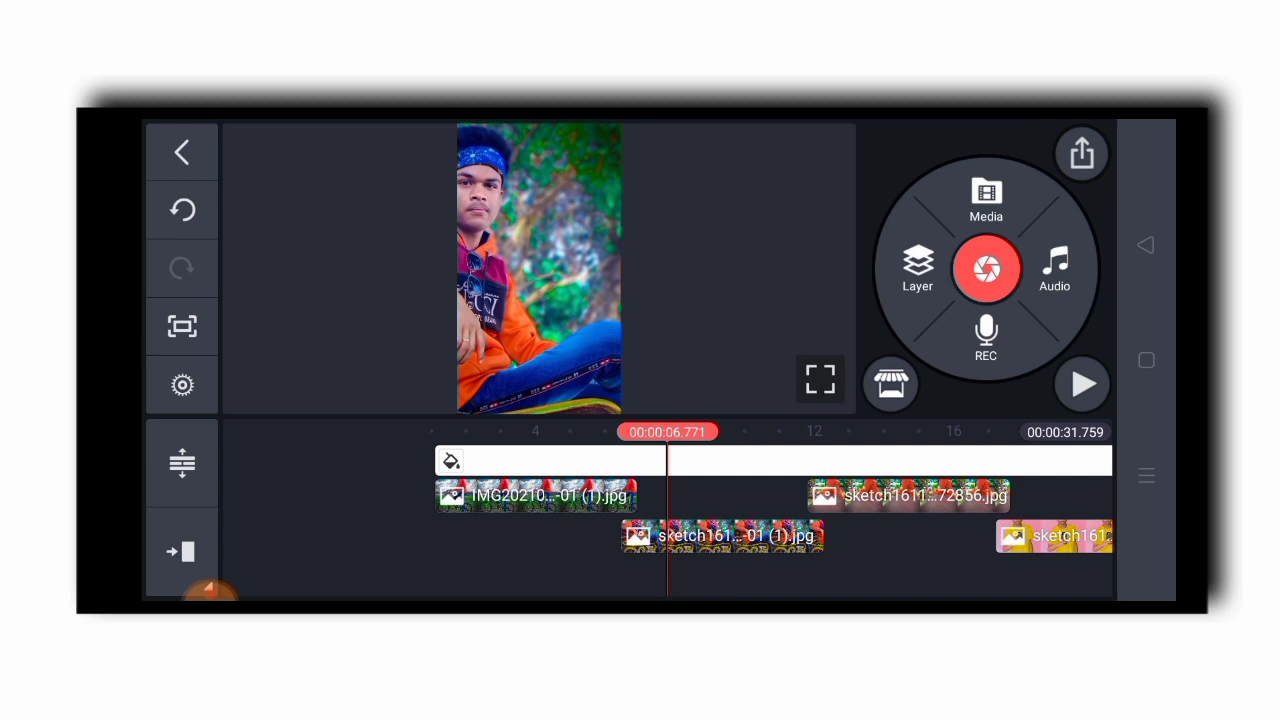 Media
Layer
Audio
REC
4
00:00:06.771
12
16
00:00:31.759
IMG20210...-01 (1).jpg
sketch1611...72856.jpg
sketch161...-01 (1).jpg
sketch161...